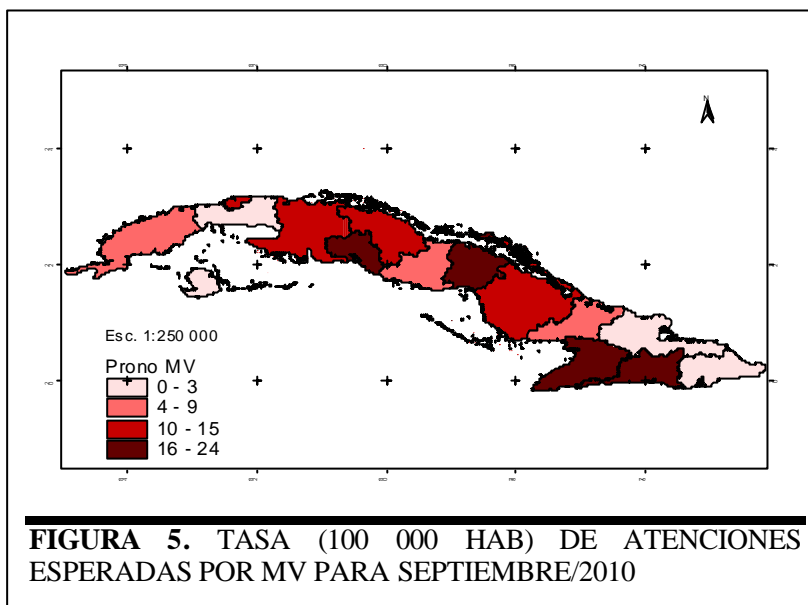 N
Esc. 1:250 000
Prono MV
0 - 3
4 - 9
10 - 15
16 - 24
FIGURA 5. TASA (100 000 HAB) DE ATENCIONES
ESPERADAS POR MV PARA SEPTIEMBRE/2010